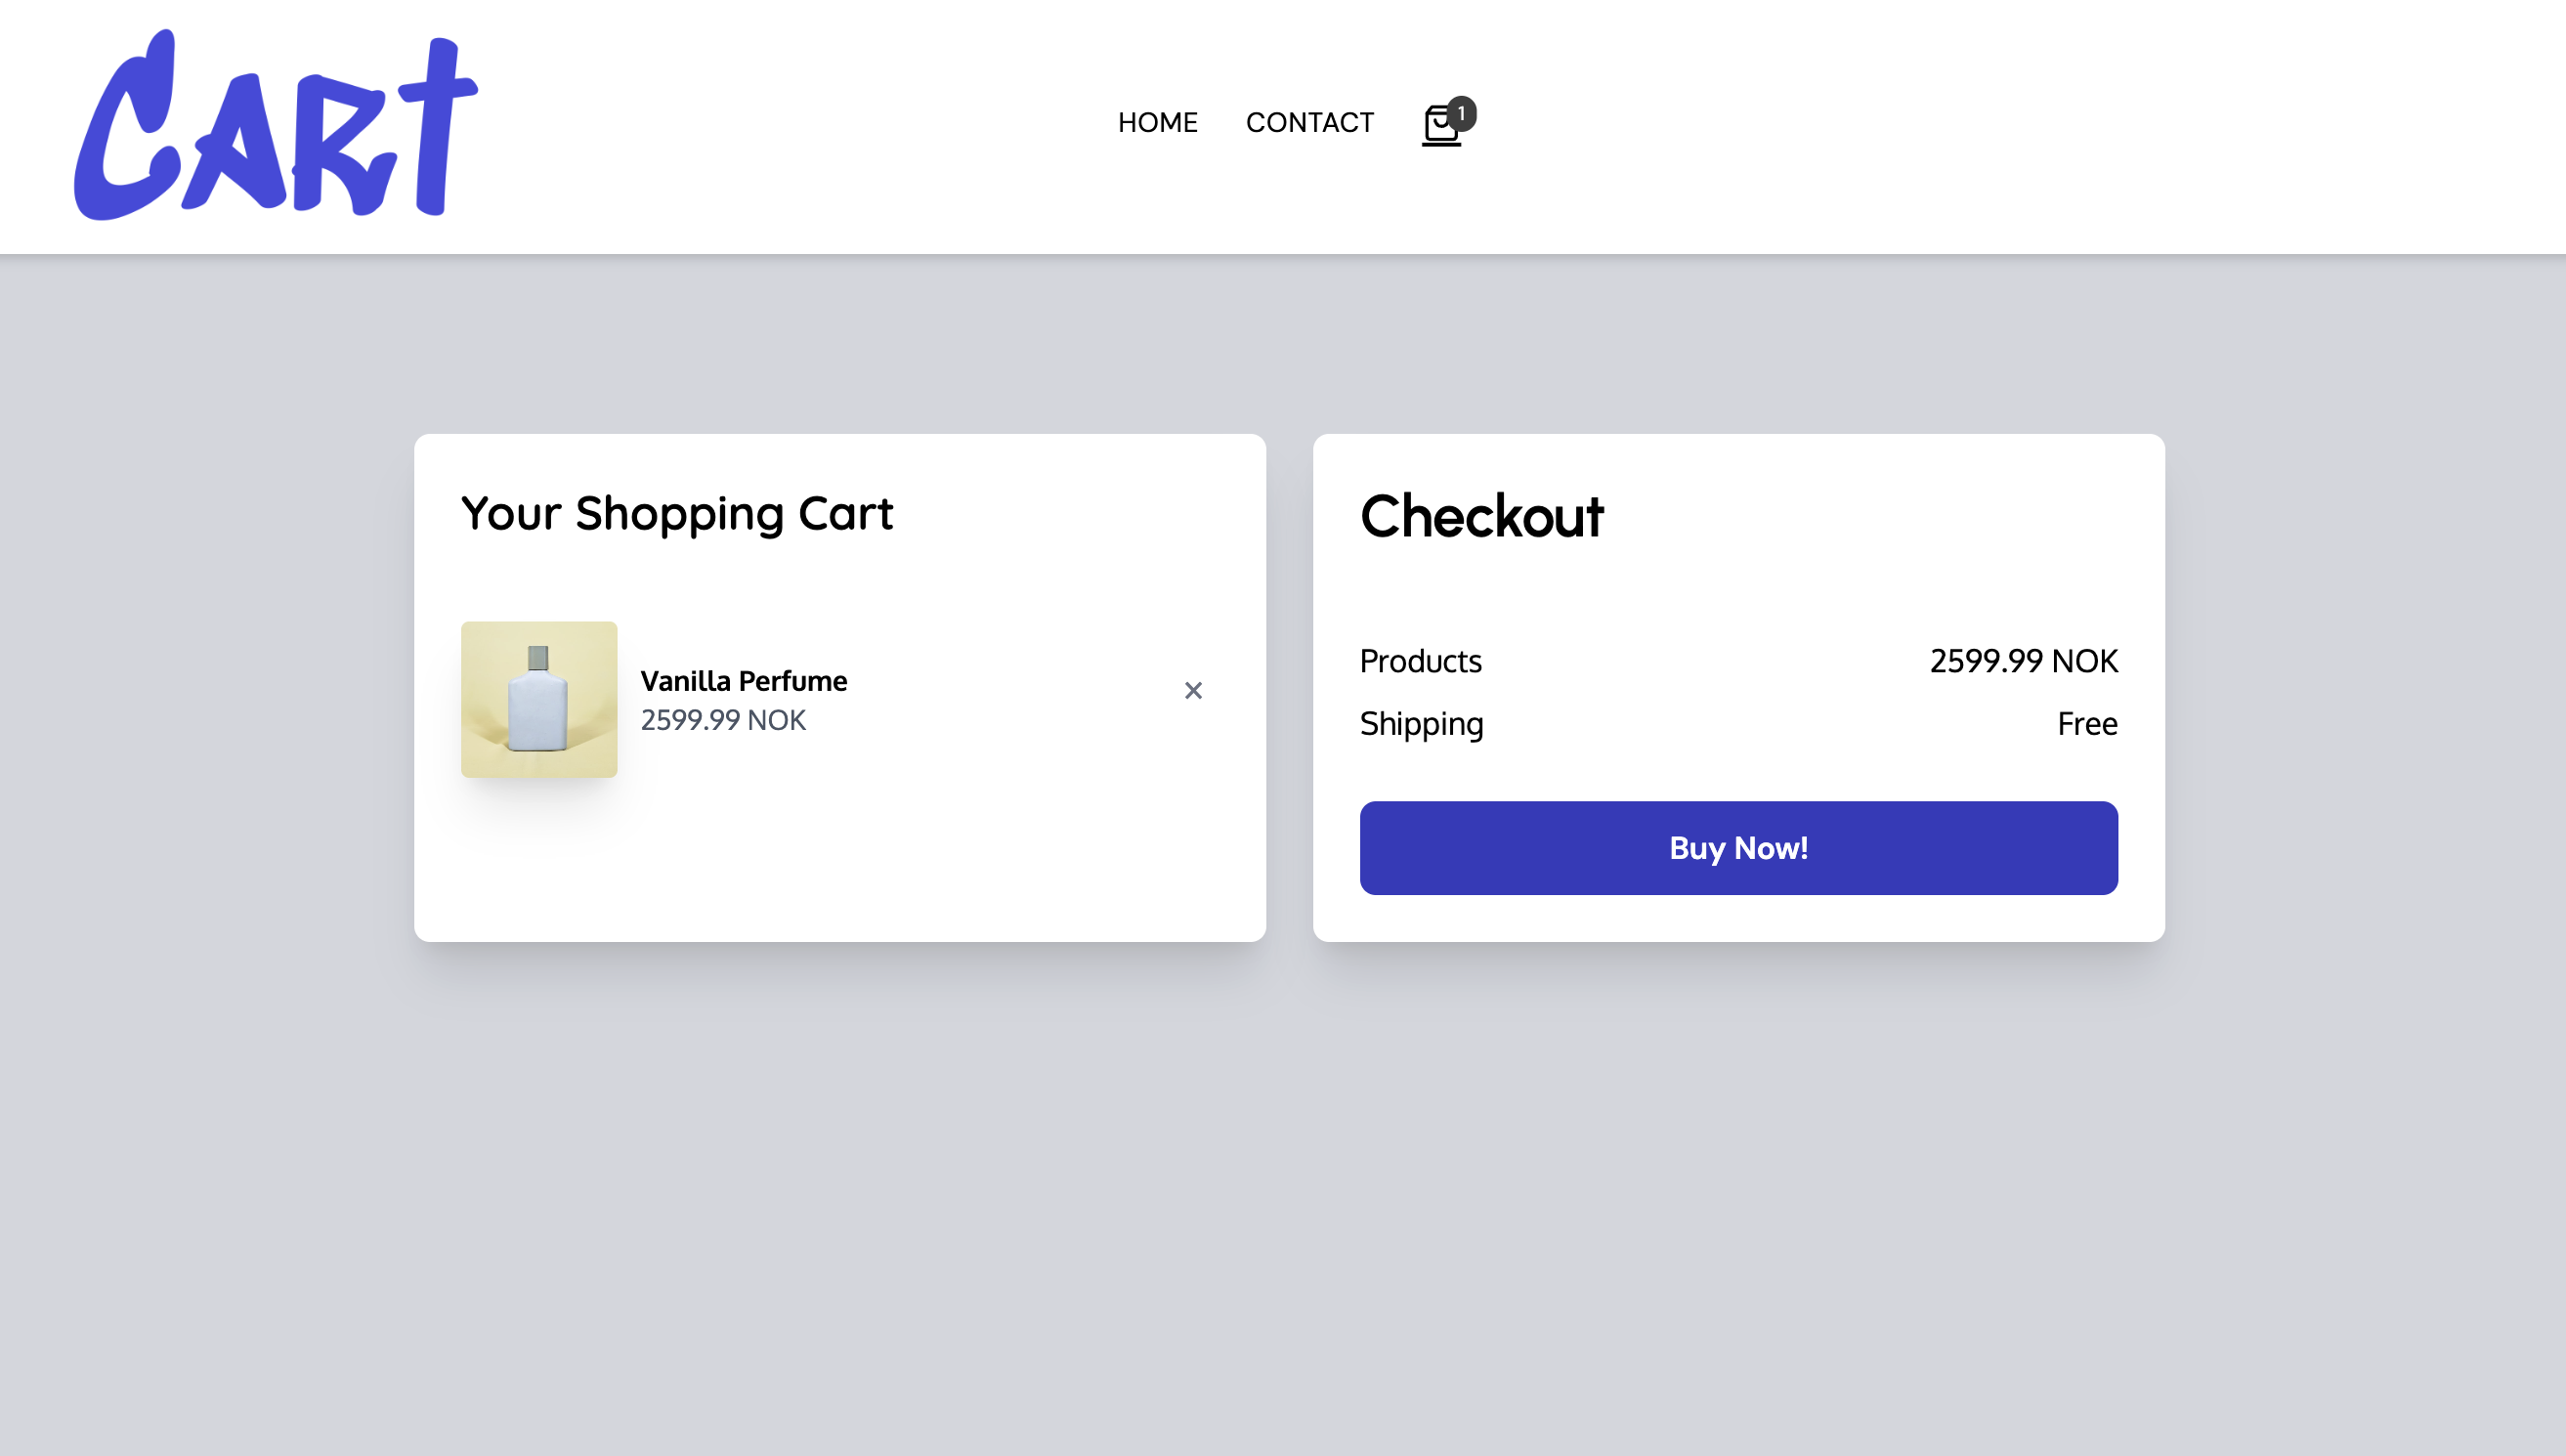 CART
HOME CONTACT 1
Your Shopping Cart
Vanilla Perfume
2599.99 NOK
×
Checkout
Products 2599.99 NOK
Shipping Free
Buy Now!